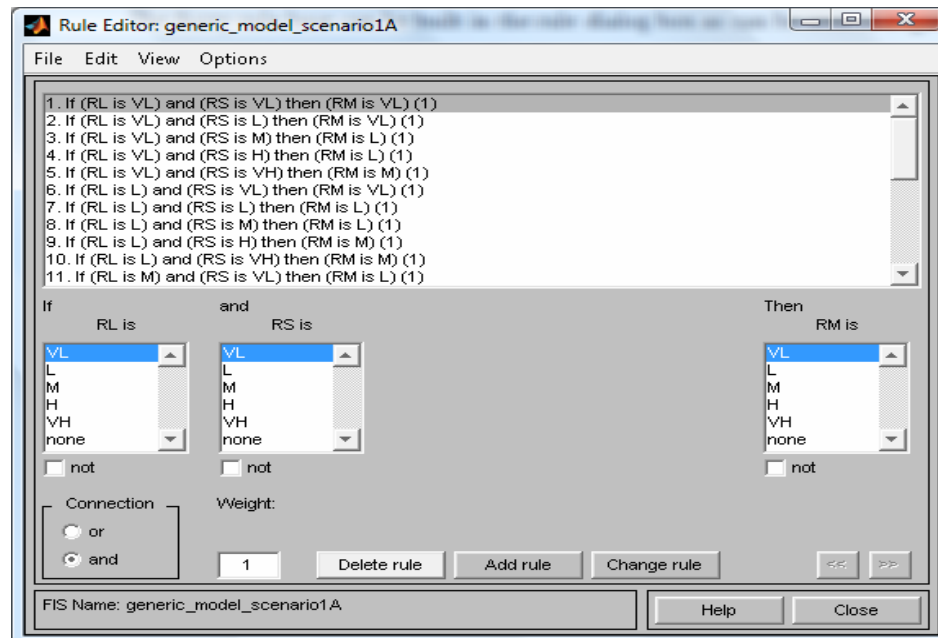 Rule Editor: generic_model_scenario1A
File Edit View Options
1. If (RL is VL) and (RS is VL) then (RM is VL) (1)
2. If (RL is VL) and (RS is L) then (RM is VL) (1)
3. If (RL is VL) and (RS is M) then (RM is L) (1)
4. If (RL is VL) and (RS is H) then (RM is L) (1)
5. If (RL is VL) and (RS is VH) then (RM is M) (1)
6. If (RL is L) and (RS is VL) then (RM is VL) (1)
7. If (RL is L) and (RS is L) then (RM is L) (1)
8. If (RL is L) and (RS is M) then (RM is L) (1)
9. If (RL is L) and (RS is H) then (RM is M) (1)
10. If (RL is L) and (RS is VH) then (RM is M) (1)
11. If (RL is M) and (RS is VL) then (RM is L) (1)
If
RL is
VL
L
M
H
VH
none
not
and
RS is
VL
L
M
H
VH
none
not
Then
RM is
VL
L
M
H
VH
none
not
Connection
or
and
Weight:
1
Delete rule
Add rule
Change rule
<<
>>
FIS Name: generic_model_scenario1A
Help
Close